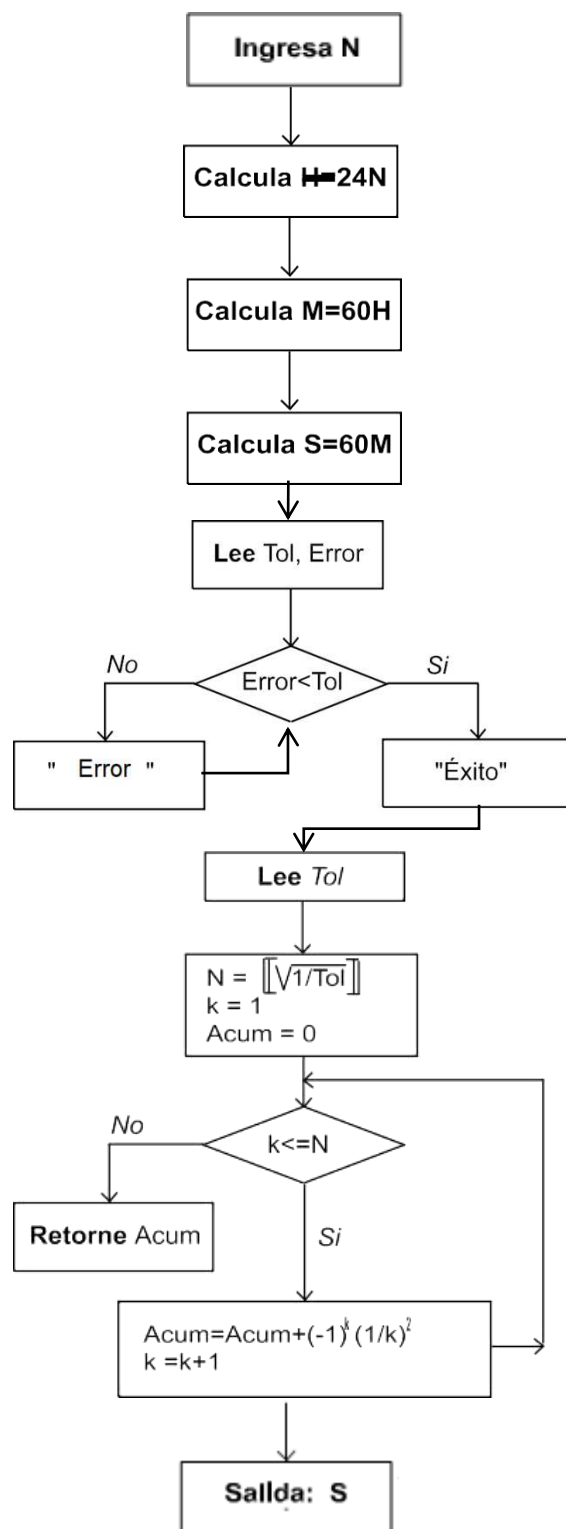 Ingresa N
Calcula H=24N
Calcula M=60H
Calcula S=60M
Lee Tol, Error
Error<Tol
No
Si
" Error "
"Éxito"
Lee Tol
N = ⟦√1/Tol⟧
k = 1
Acum = 0
k<=N
No
Retorne Acum
Si
Acum=Acum+(-1)^k (1/k)^2
k =k+1
Salida: S